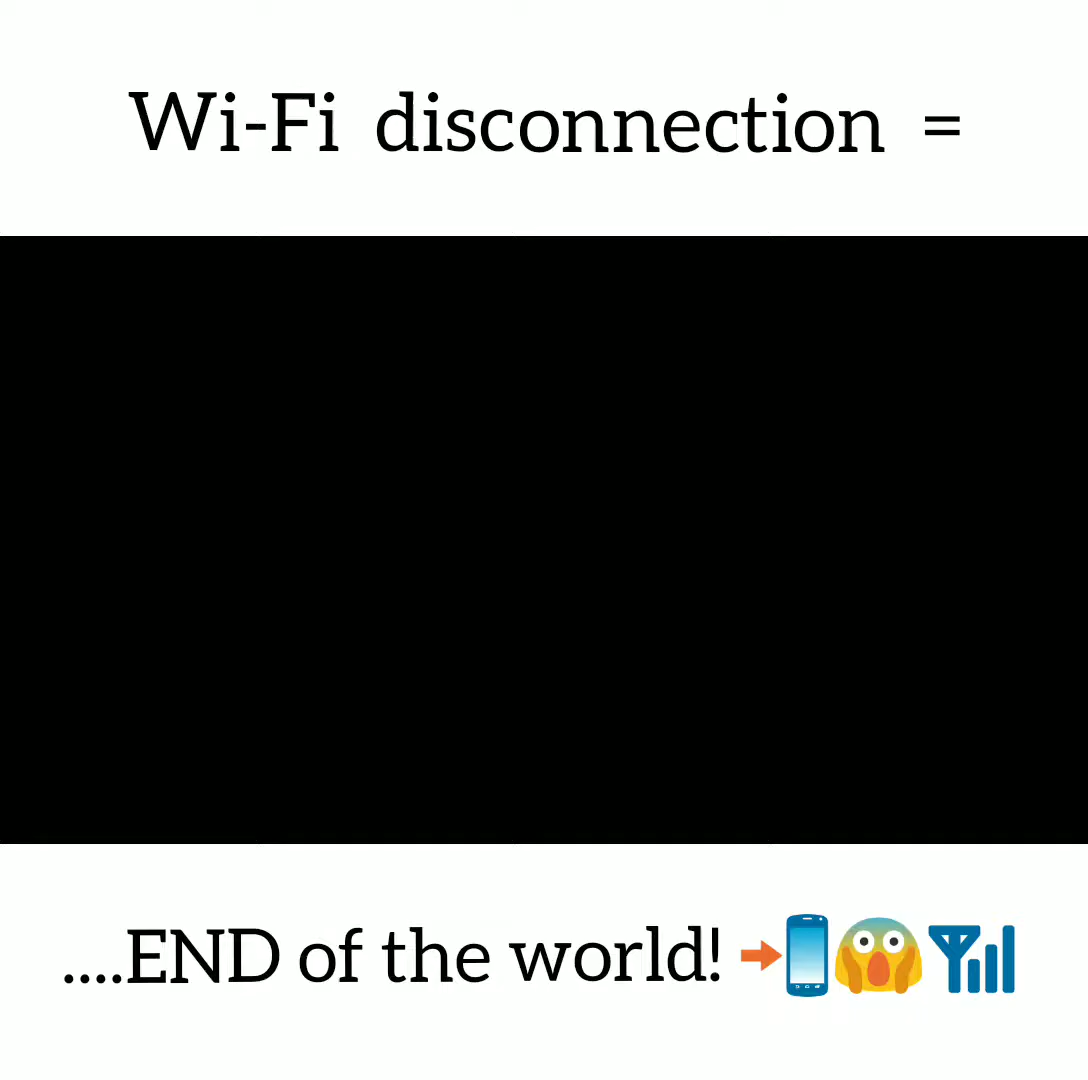 Wi-Fi disconnection =
....END of the world!